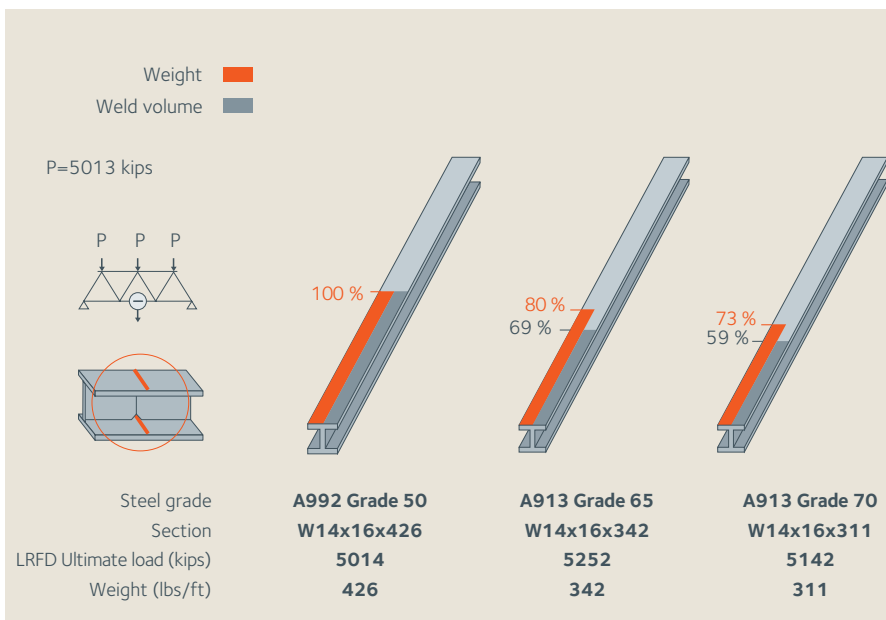 Weight
Weld volume
P=5013 kips
P P P
100 %
80 %
69 %
73 %
59 %
Steel grade A992 Grade 50 A913 Grade 65 A913 Grade 70
Section W14x16x426 W14x16x342 W14x16x311
LRFD Ultimate load (kips) 5014 5252 5142
Weight (lbs/ft) 426 342 311